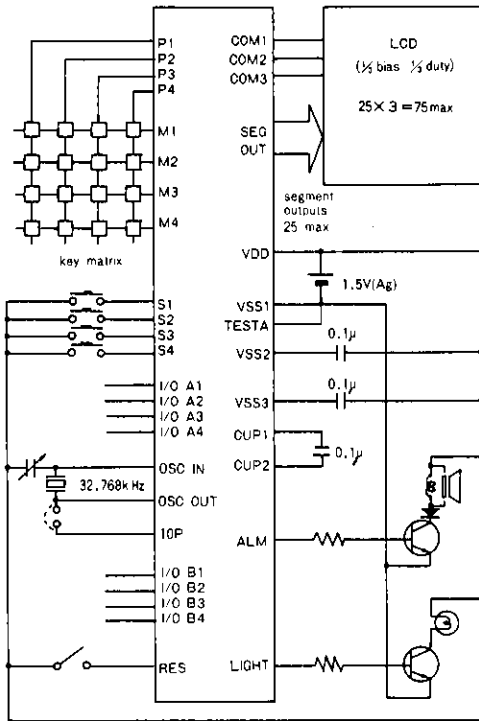 P1
P2
P3
P4
M1
M2
M3
M4
key matrix
S1
S2
S3
S4
I/O A1
I/O A2
I/O A3
I/O A4
OSC IN
32.768kHz
OSC OUT
10P
I/O B1
I/O B2
I/O B3
I/O B4
RES
COM1
COM2
COM3
SEG
OUT
segment
outputs
25 max
LCD
(1/3 bias 1/3 duty)
25×3=75max
VDD
1.5V(Ag)
VSS1
TESTA
VSS2
0.1μ
VSS3
0.1μ
CUP1
CUP2
0.1μ
ALM
LIGHT